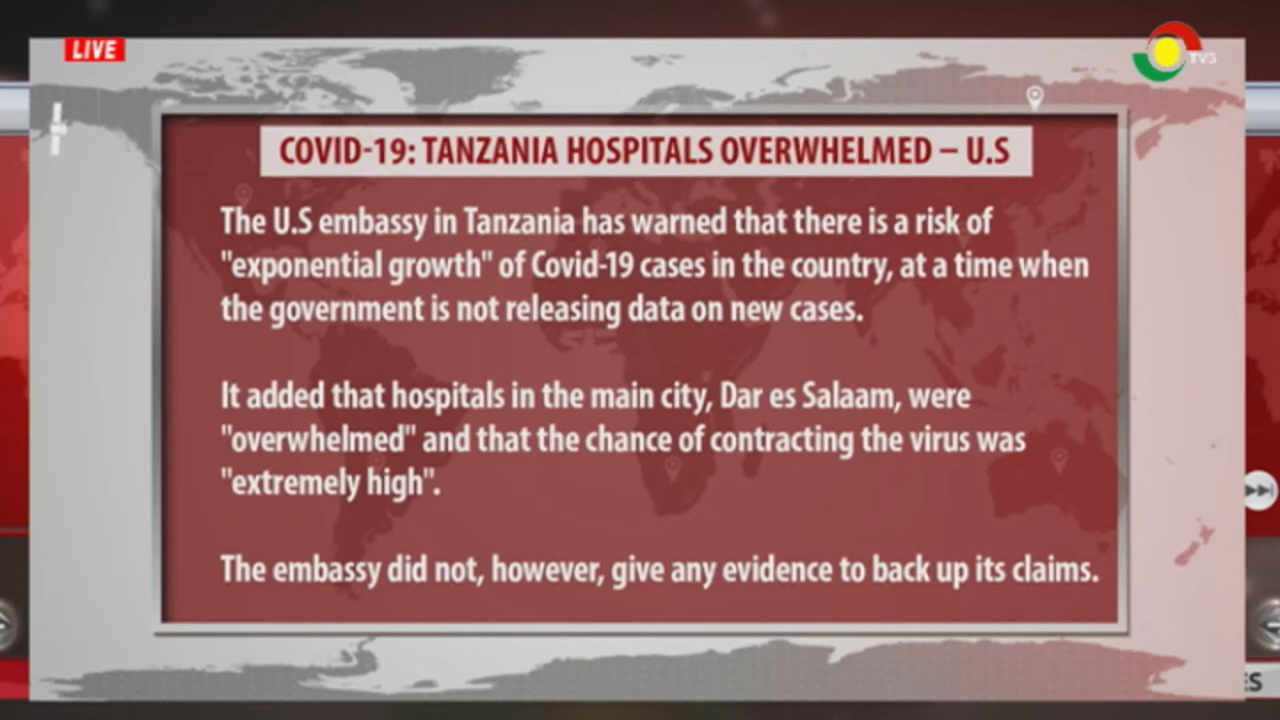 LIVE
TV3
COVID-19: TANZANIA HOSPITALS OVERWHELMED – U.S
The U.S embassy in Tanzania has warned that there is a risk of
"exponential growth" of Covid-19 cases in the country, at a time when
the government is not releasing data on new cases.
It added that hospitals in the main city, Dar es Salaam, were
"overwhelmed" and that the chance of contracting the virus was
"extremely high".
The embassy did not, however, give any evidence to back up its claims.